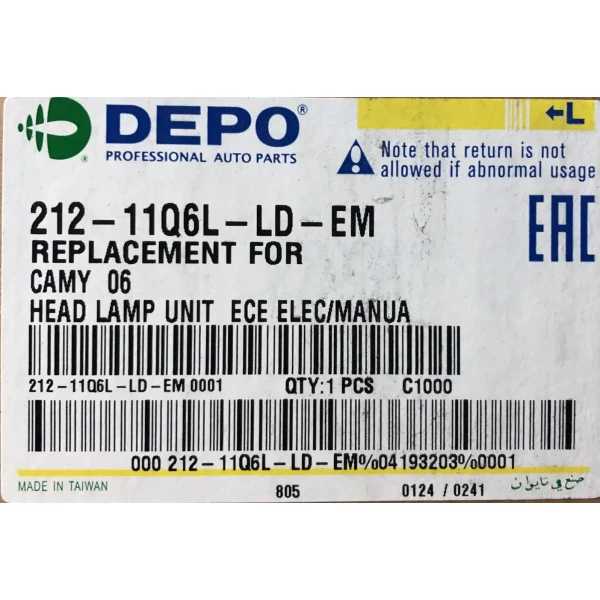 DEPO®
PROFESSIONAL AUTO PARTS
®
←L
Note that return is not
allowed if abnormal usage
212-11Q6L-LD-EM
REPLACEMENT FOR
CAMY 06
HEAD LAMP UNIT ECE ELEC/MANUA
EAC
212-11Q6L-LD-EM 0001 QTY:1 PCS C1000
000 212-11Q6L-LD-EM%04193203%0001
MADE IN TAIWAN 805 0124 / 0241 صنع في تايوان